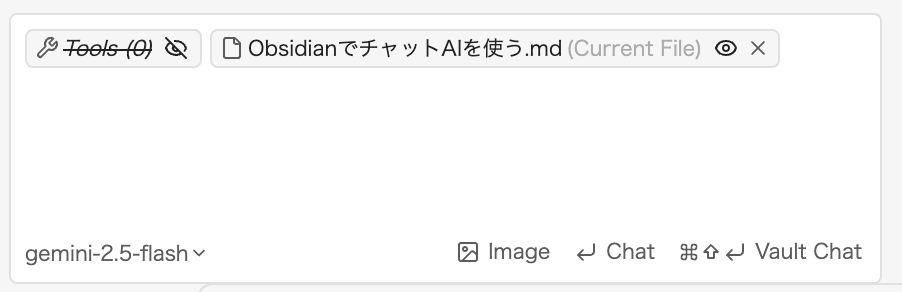 Tools (0) ObsidianでチャットAIを使う.md (Current File)
gemini-2.5-flash Image Chat ⌘⇧↵ Vault Chat